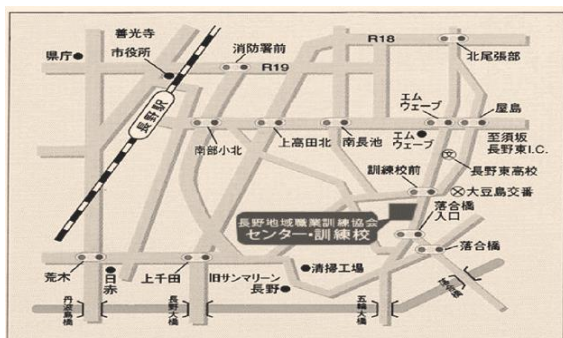 善光寺
県庁
市役所
消防署前
R18
R19
北尾張部
長野駅
南部小北
上高田北
南長池
エム
ウェーブ
エム
ウェーブ
屋島
至須坂
長野東I.C.
長野東高校
訓練校前
大豆島交番
長野地域職業訓練協会
センター・訓練校
落合橋
入口
落合橋
荒木
日赤
上千田
旧サンマリーン
長野
清掃工場
丹波島橋
長野大橋
五輪大橋